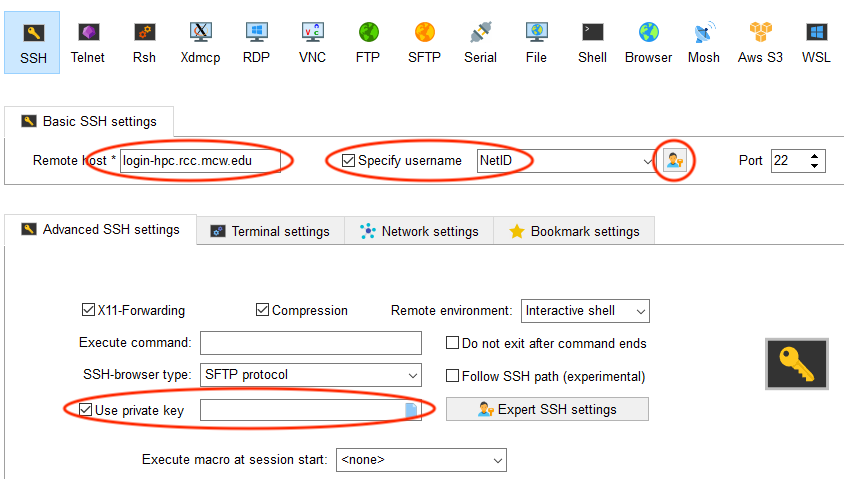 SSH Telnet Rsh Xdmcp RDP VNC FTP SFTP Serial File Shell Browser Mosh Aws S3 WSL
Basic SSH settings
Remote host * login-hpc.rcc.mcw.edu Specify username NetID Port 22
Advanced SSH settings Terminal settings Network settings Bookmark settings
X11-Forwarding Compression Remote environment: Interactive shell
Execute command: Do not exit after command ends
SSH-browser type: SFTP protocol Follow SSH path (experimental)
Use private key Expert SSH settings
Execute macro at session start: <none>